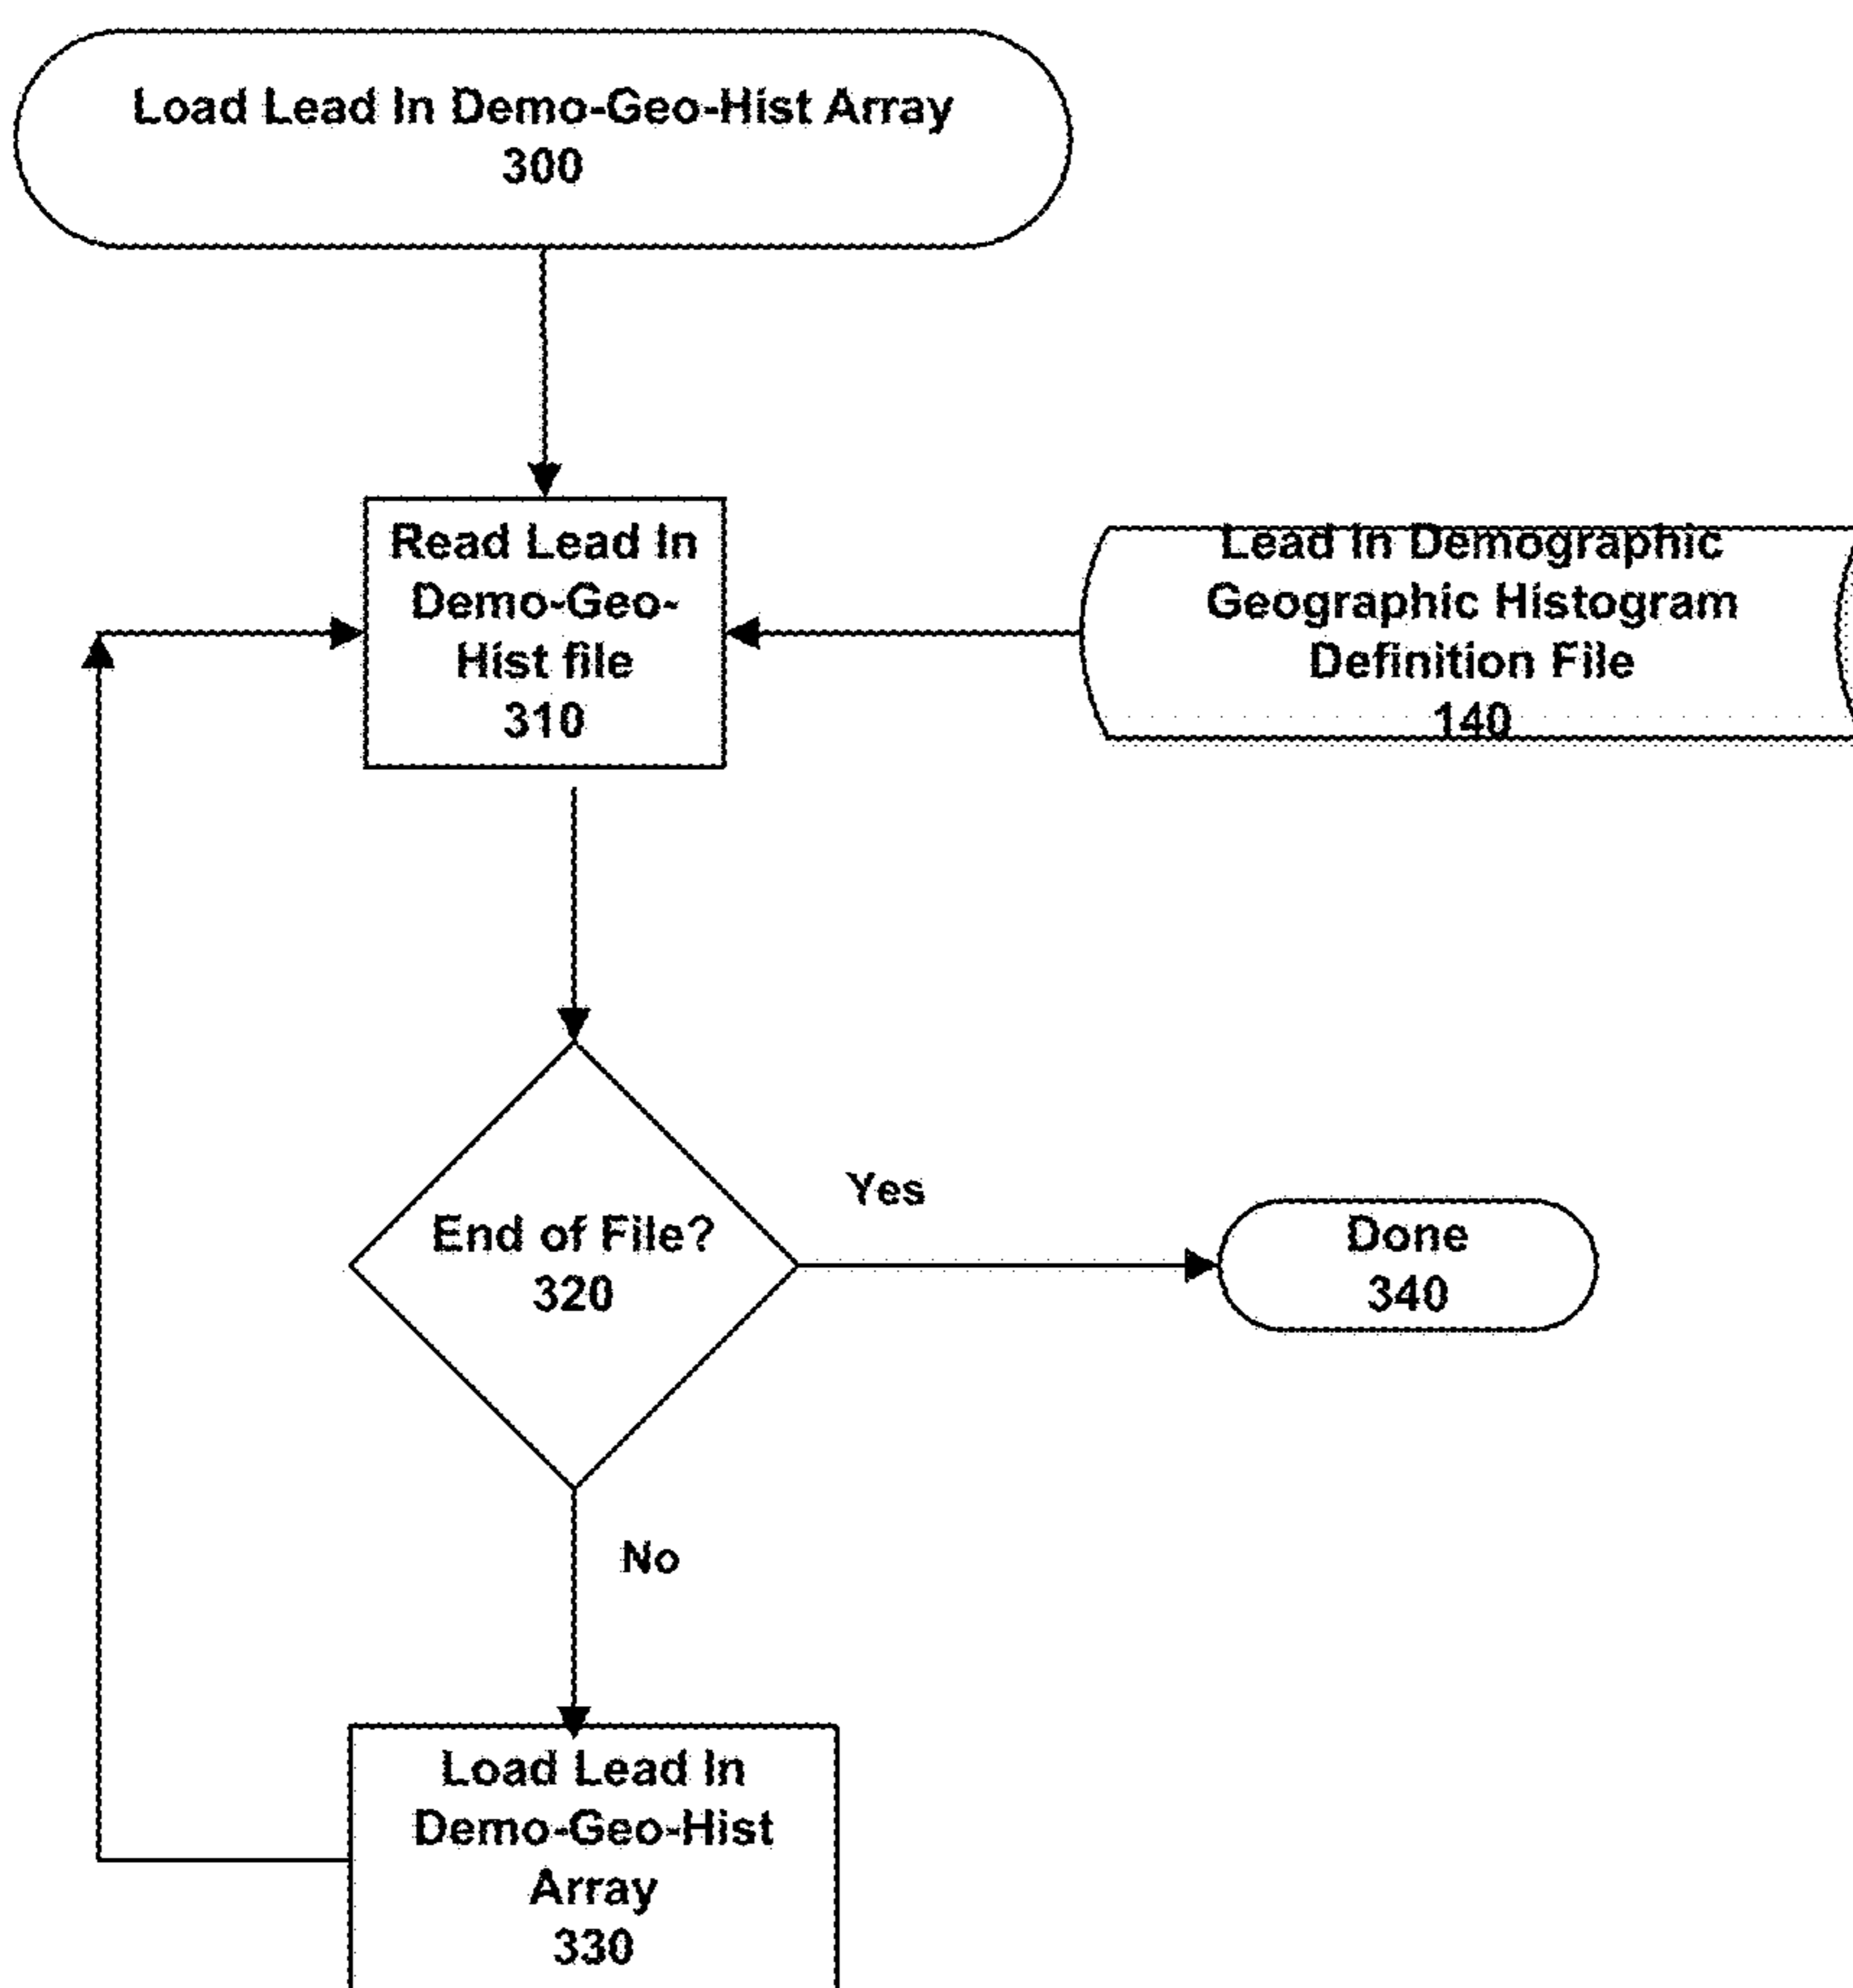 Load Lead In Demo-Geo-Hist Array
300
Read Lead In
Demo-Geo-
Hist file
310
Lead In Demographic
Geographic Histogram
Definition File
140
Yes
End of File?
320
Done
340
No
Load Lead In
Demo-Geo-Hist
Array
330